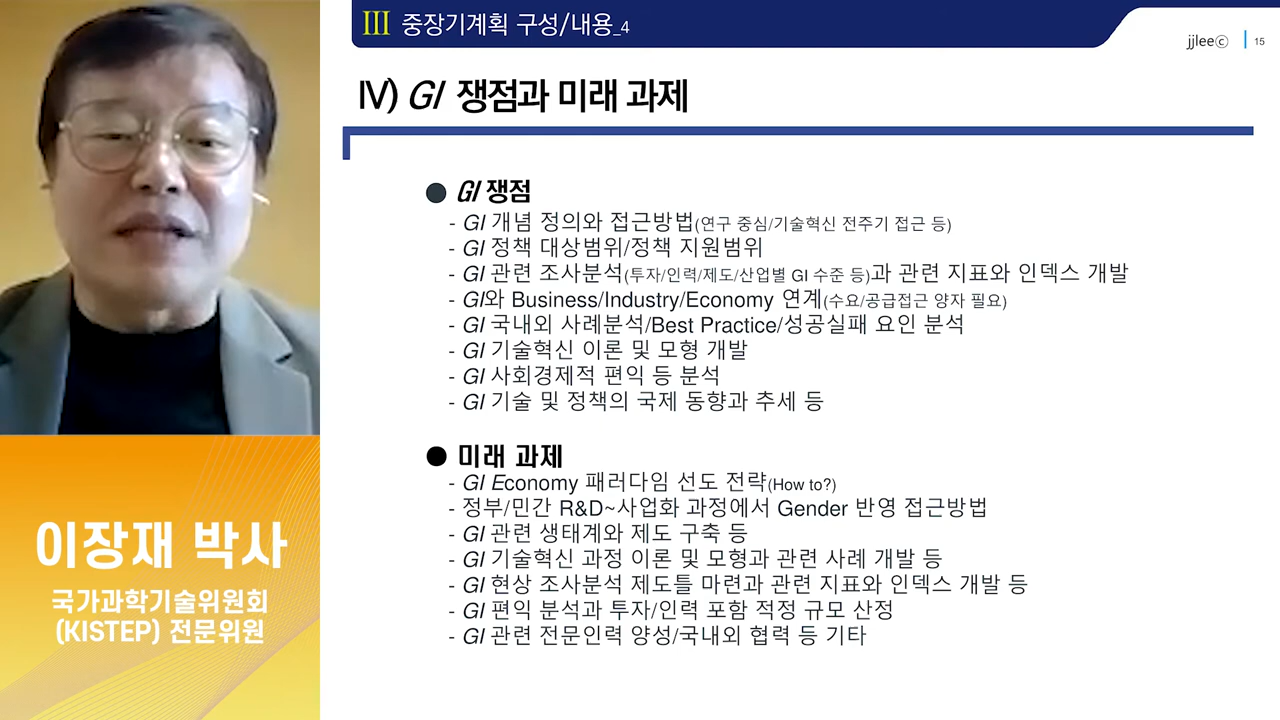 III 중장기계획 구성/내용_4
jjleeⓒ 15
Ⅳ) GI 쟁점과 미래 과제
● GI 쟁점
- GI 개념 정의와 접근방법(연구 중심/기술혁신 전주기 접근 등)
- GI 정책 대상범위/정책 지원범위
- GI 관련 조사분석(투자/인력/제도/산업별 GI 수준 등)과 관련 지표와 인덱스 개발
- GI와 Business/Industry/Economy 연계(수요/공급접근 양자 필요)
- GI 국내외 사례분석/Best Practice/성공실패 요인 분석
- GI 기술혁신 이론 및 모형 개발
- GI 사회경제적 편익 등 분석
- GI 기술 및 정책의 국제 동향과 추세 등
● 미래 과제
- GI Economy 패러다임 선도 전략(How to?)
- 정부/민간 R&D~사업화 과정에서 Gender 반영 접근방법
- GI 관련 생태계와 제도 구축 등
- GI 기술혁신 과정 이론 및 모형과 관련 사례 개발 등
- GI 현상 조사분석 제도틀 마련과 관련 지표와 인덱스 개발 등
- GI 편익 분석과 투자/인력 포함 적정 규모 산정
- GI 관련 전문인력 양성/국내외 협력 등 기타
이장재 박사
국가과학기술위원회
(KISTEP) 전문위원